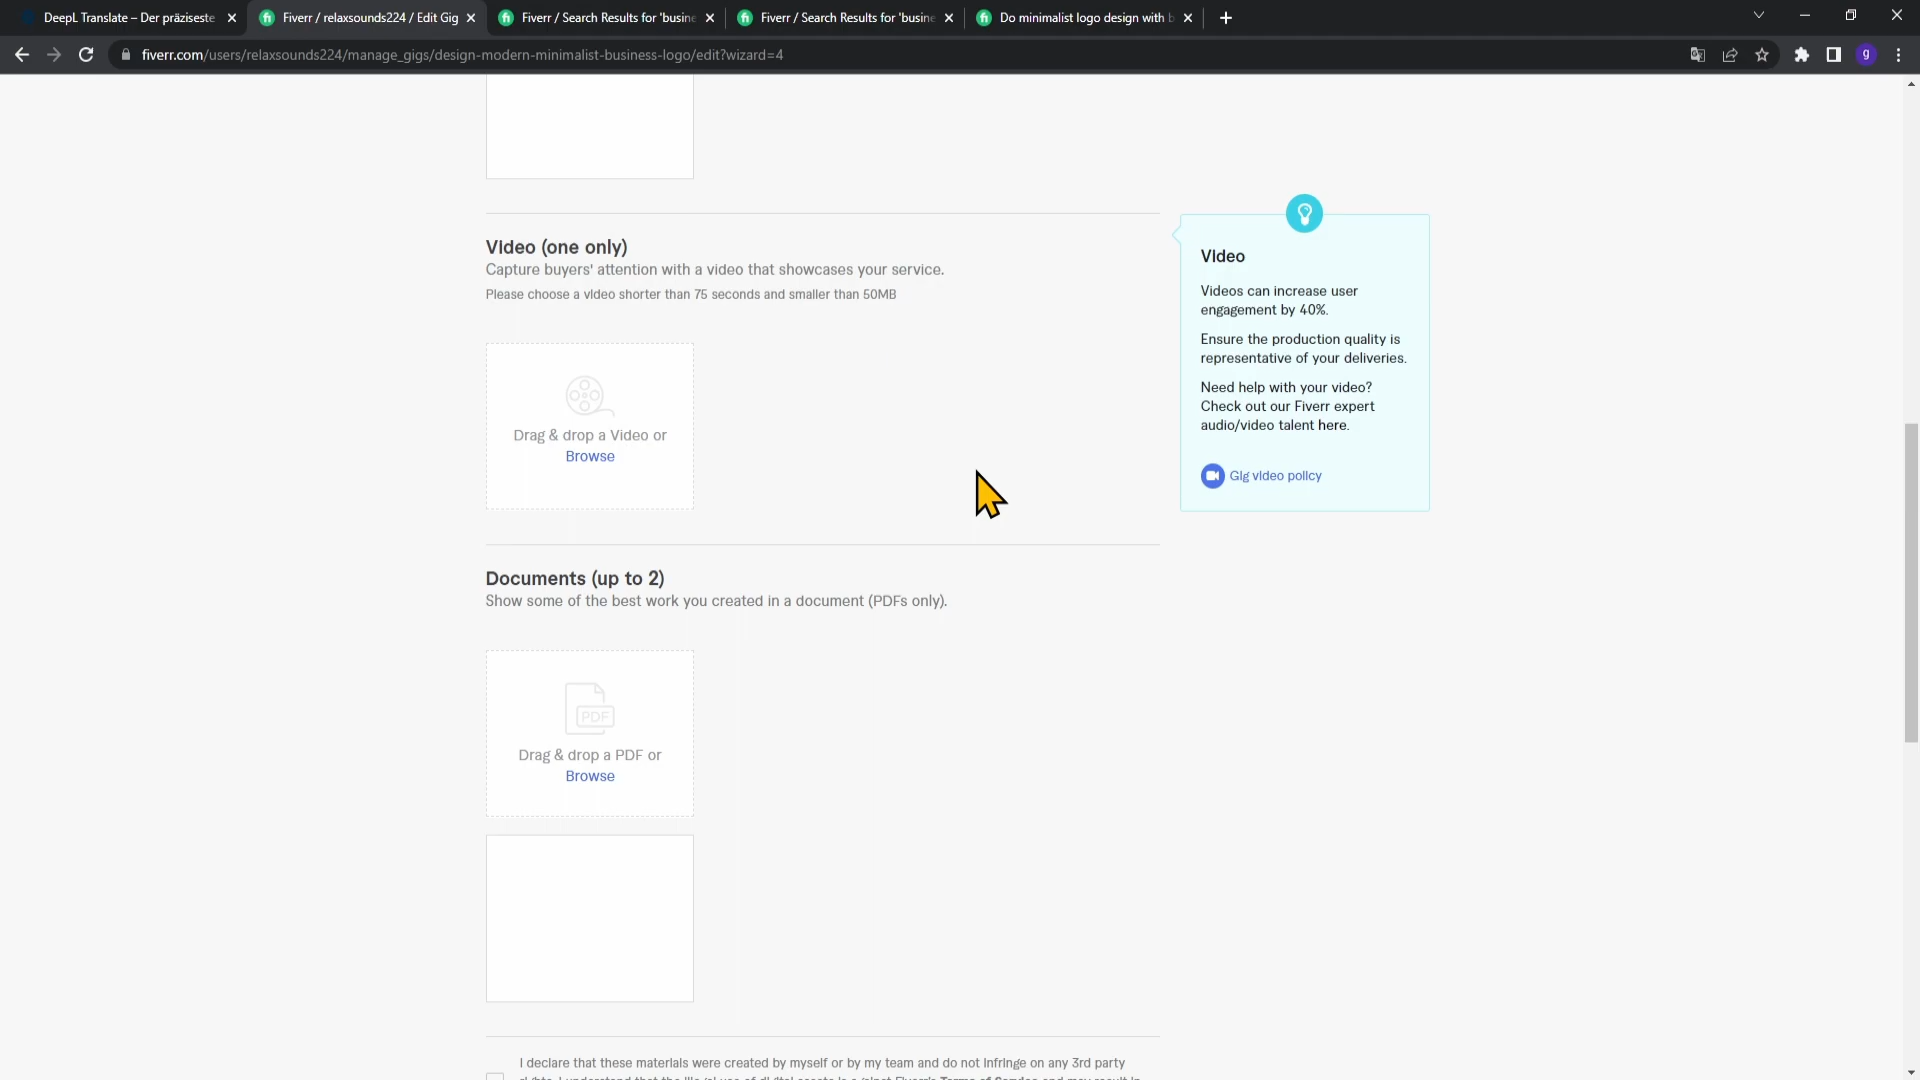 DeepL Translate – Der präziseste
Fiverr / relaxsounds224 / Edit Gig
Fiverr / Search Results for 'busine
Fiverr / Search Results for 'busine
Do minimalist logo design with b
fiverr.com/users/relaxsounds224/manage_gigs/design-modern-minimalist-business-logo/edit?wizard=4
g
Video (one only)
Capture buyers' attention with a video that showcases your service.
Please choose a video shorter than 75 seconds and smaller than 50MB
Drag & drop a Video or
Browse
Video
Videos can increase user
engagement by 40%.
Ensure the production quality is
representative of your deliveries.
Need help with your video?
Check out our Fiverr expert
audio/video talent here.
Gig video policy
Documents (up to 2)
Show some of the best work you created in a document (PDFs only).
PDF
Drag & drop a PDF or
Browse
I declare that these materials were created by myself or by my team and do not infringe on any 3rd party